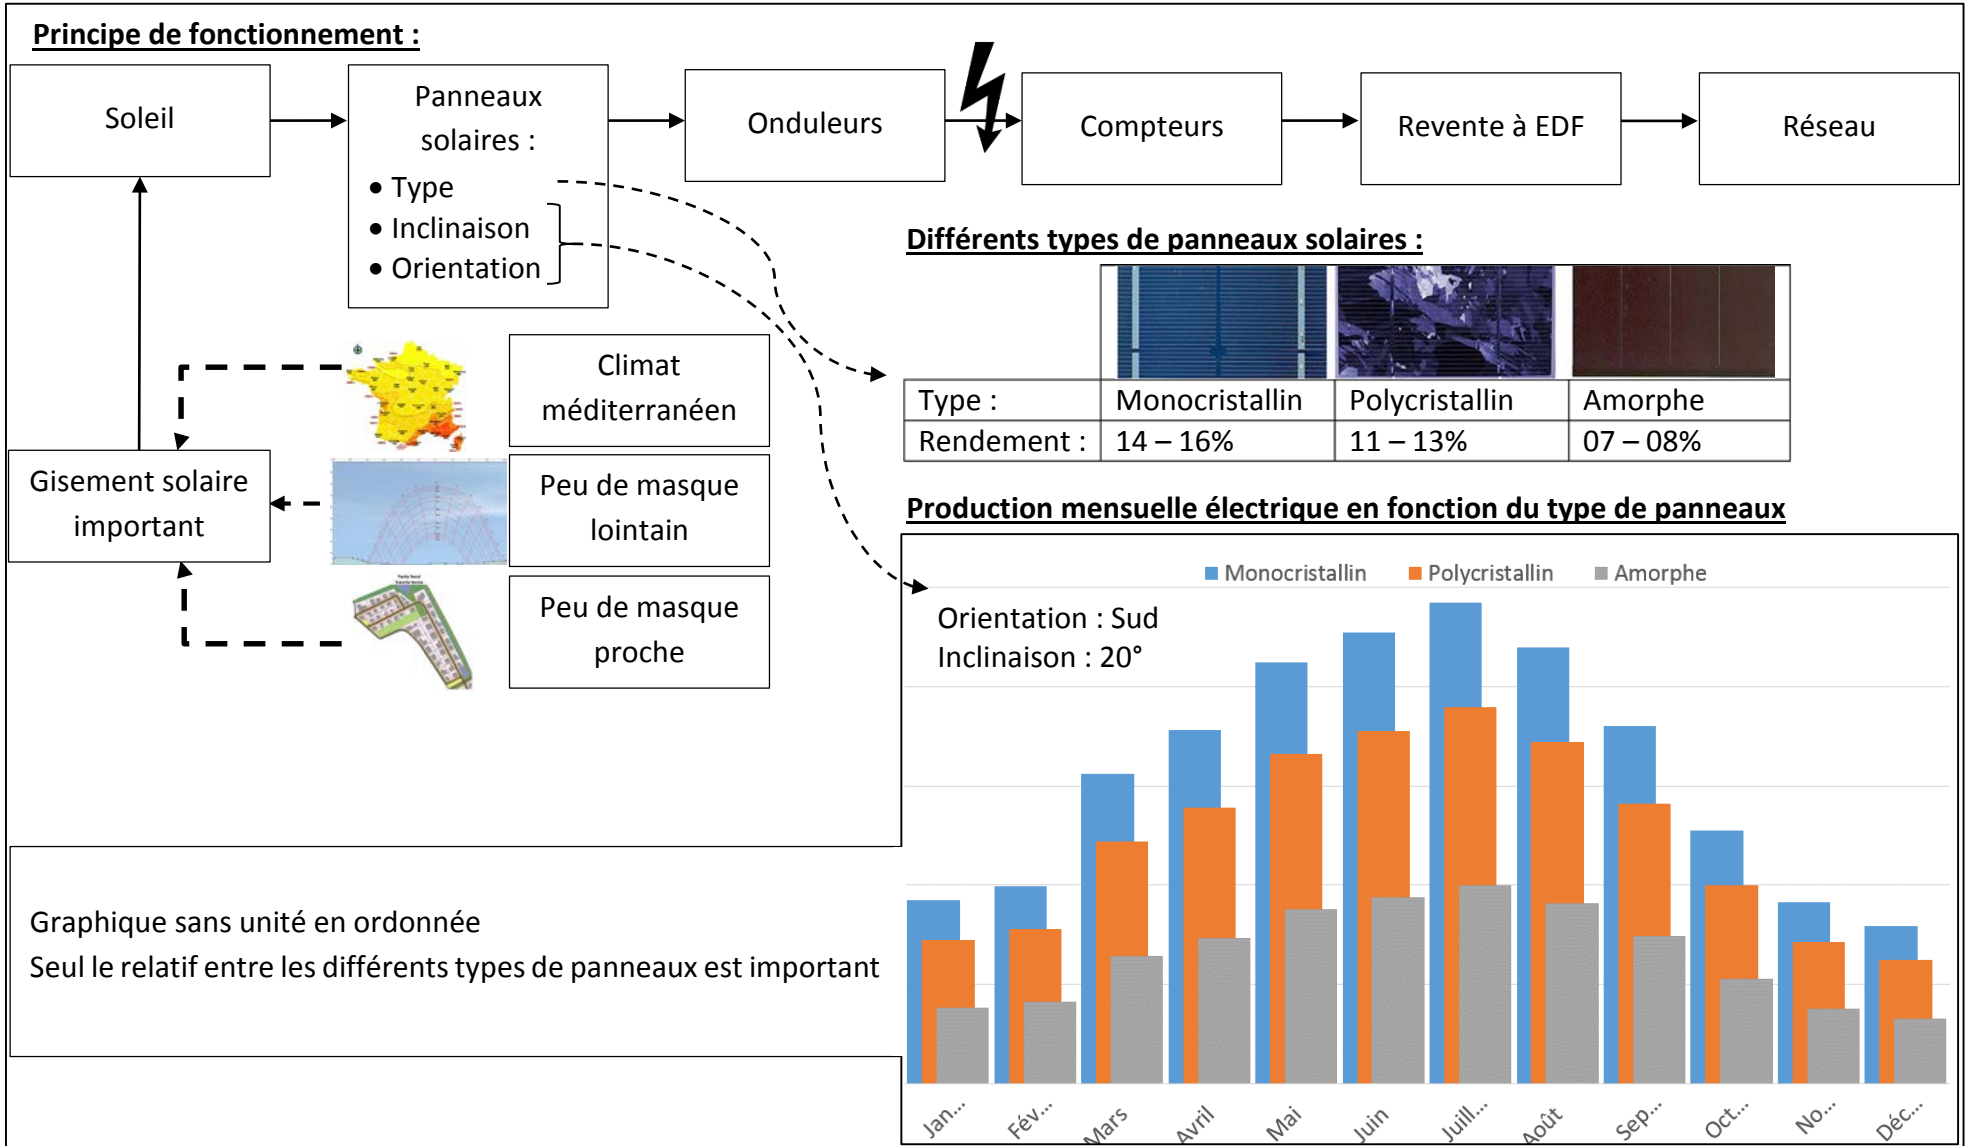 Principe de fonctionnement :
Soleil
Panneaux
solaires :
• Type
• Inclinaison
• Orientation
Onduleurs
Compteurs
Revente à EDF
Réseau
Gisement solaire
important
Climat
méditerranéen
Peu de masque
lointain
Peu de masque
proche
Différents types de panneaux solaires :
Type : Monocristallin Polycristallin Amorphe
Rendement : 14 – 16% 11 – 13% 07 – 08%
Production mensuelle électrique en fonction du type de panneaux
Monocristallin Polycristallin Amorphe
Orientation : Sud
Inclinaison : 20°
Jan... Fév... Mars Avril Mai Juin Juill... Août Sep... Oct... No... Déc...
Graphique sans unité en ordonnée
Seul le relatif entre les différents types de panneaux est important